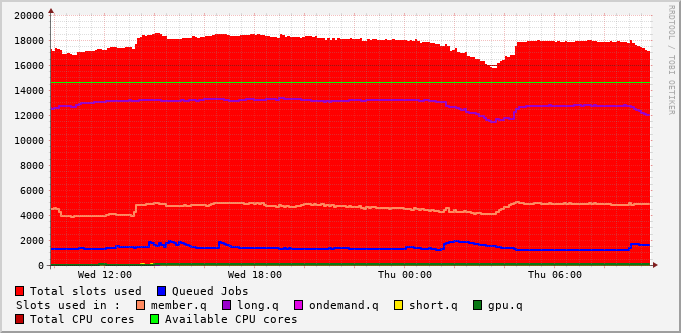 20000
18000
16000
14000
12000
10000
8000
6000
4000
2000
0
Wed 12:00 Wed 18:00 Thu 00:00 Thu 06:00
Total slots used Queued Jobs
Slots used in : member.q long.q ondemand.q short.q gpu.q
Total CPU cores Available CPU cores
RRDTOOL / TOBI OETIKER